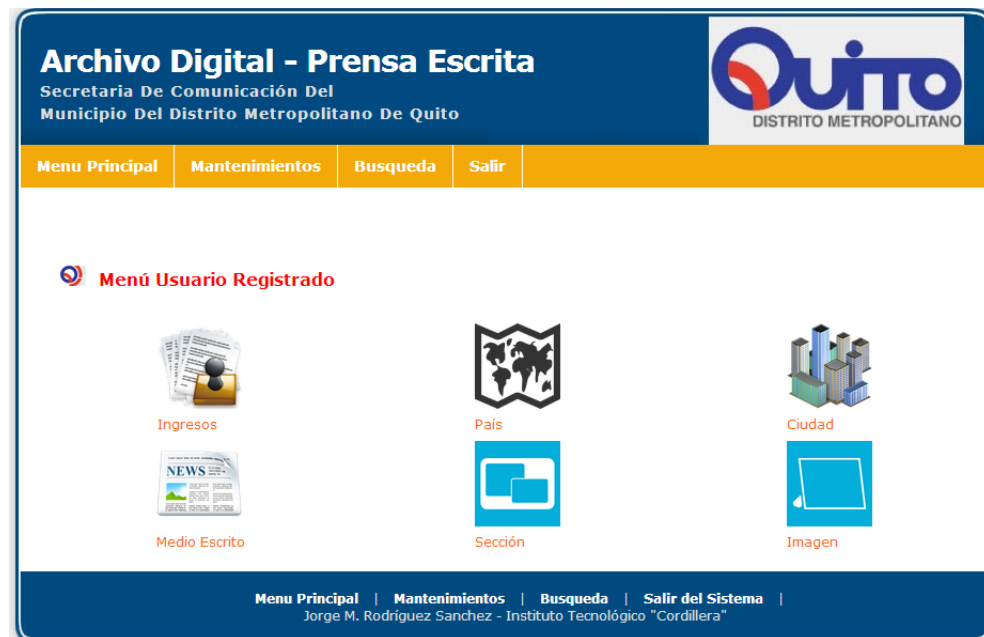 Archivo Digital - Prensa Escrita
Secretaria De Comunicación Del
Municipio Del Distrito Metropolitano De Quito
QUITO
DISTRITO METROPOLITANO
Menu Principal Mantenimientos Busqueda Salir
Menú Usuario Registrado
Ingresos País Ciudad
NEWS
Medio Escrito Sección Imagen
Menu Principal | Mantenimientos | Busqueda | Salir del Sistema |
Jorge M. Rodríguez Sanchez - Instituto Tecnológico "Cordillera"